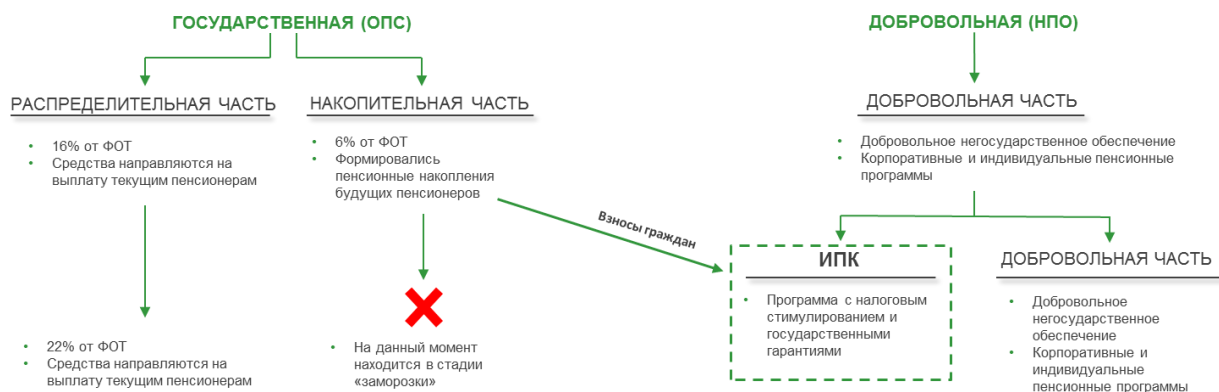 ГОСУДАРСТВЕННАЯ (ОПС)
ДОБРОВОЛЬНАЯ (НПО)
РАСПРЕДЕЛИТЕЛЬНАЯ ЧАСТЬ
• 16% от ФОТ
• Средства направляются на
выплату текущим пенсионерам
НАКОПИТЕЛЬНАЯ ЧАСТЬ
• 6% от ФОТ
• Формировались
пенсионные накопления
будущих пенсионеров
ДОБРОВОЛЬНАЯ ЧАСТЬ
• Добровольное негосударственное обеспечение
• Корпоративные и индивидуальные пенсионные
программы
Взносы граждан
• 22% от ФОТ
• Средства направляются на
выплату текущим пенсионерам
• На данный момент
находится в стадии
«заморозки»
ИПК
• Программа с налоговым
стимулированием и
государственными
гарантиями
ДОБРОВОЛЬНАЯ ЧАСТЬ
• Добровольное
негосударственное
обеспечение
• Корпоративные и
индивидуальные
пенсионные программы